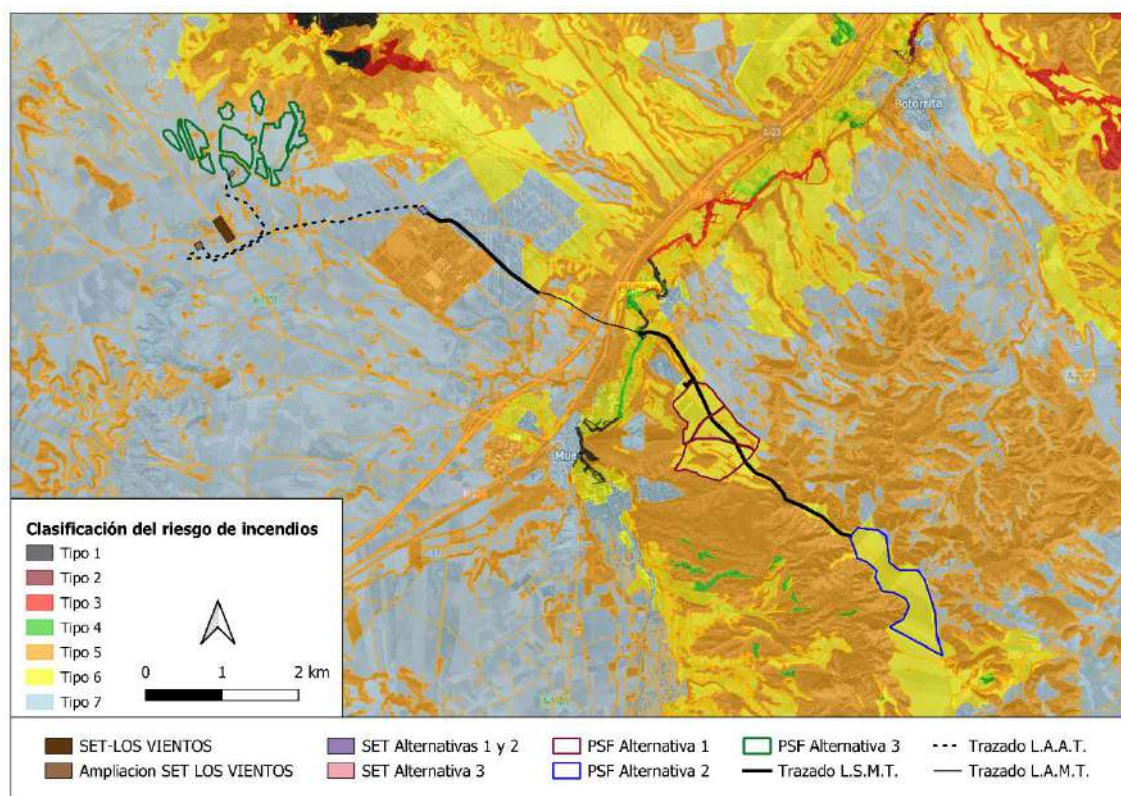 Botorrita
A-23
Mue
Clasificación del riesgo de incendios
Tipo 1
Tipo 2
Tipo 3
Tipo 4
Tipo 5
Tipo 6
Tipo 7
0 1 2 km
SET-LOS VIENTOS
SET Alternativas 1 y 2
PSF Alternativa 1
PSF Alternativa 3
Trazado L.A.A.T.
Ampliacion SET LOS VIENTOS
SET Alternativa 3
PSF Alternativa 2
Trazado L.S.M.T.
Trazado L.A.M.T.